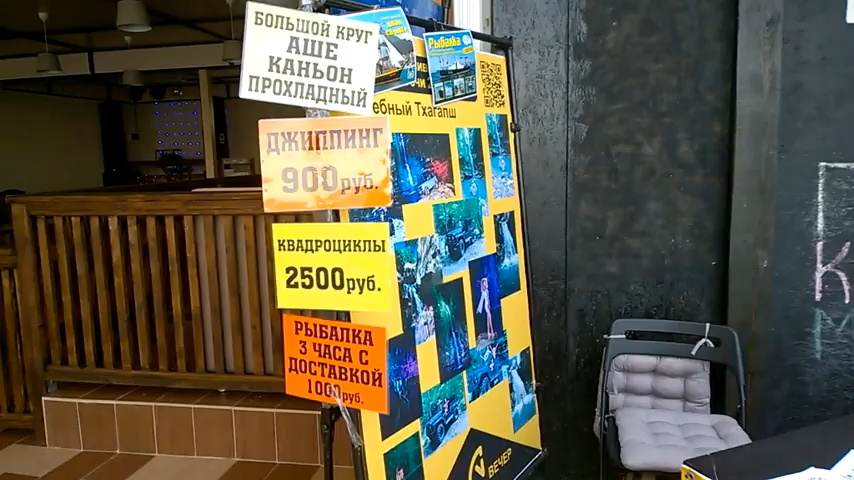 БОЛЬШОЙ КРУГ
АШЕ
КАНЬОН
ПРОХЛАДНЫЙ
Рыбалка
ебный Тхагапш
ДЖИППИНГ
900руб.
КВАДРОЦИКЛЫ
2500руб.
РЫБАЛКА
3 ЧАСА С
ДОСТАВКОЙ
1000руб.
ВЕЧЕР
К